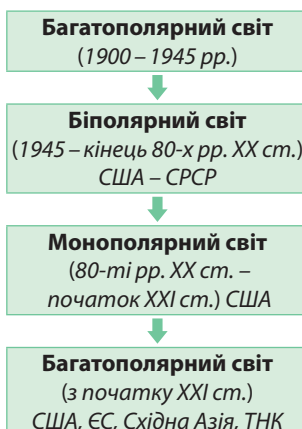 Багатополярний світ
(1900 – 1945 рр.)
Біполярний світ
(1945 – кінець 80-х рр. ХХ ст.)
США – СРСР
Монополярний світ
(80-ті рр. ХХ ст. –
початок ХХІ ст.) США
Багатополярний світ
(з початку ХХІ ст.)
США, ЄС, Східна Азія, ТНК